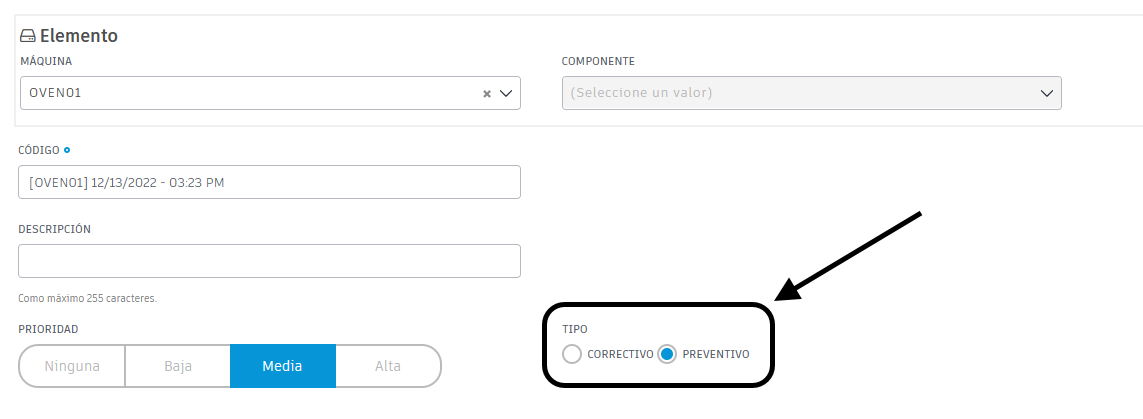 Elemento
MÁQUINA
COMPONENTE
OVEN01
(Seleccione un valor)
CÓDIGO
[OVEN01] 12/13/2022 - 03:23 PM
DESCRIPCIÓN
Como máximo 255 caracteres.
PRIORIDAD
TIPO
Ninguna Baja Media Alta
CORRECTIVO PREVENTIVO